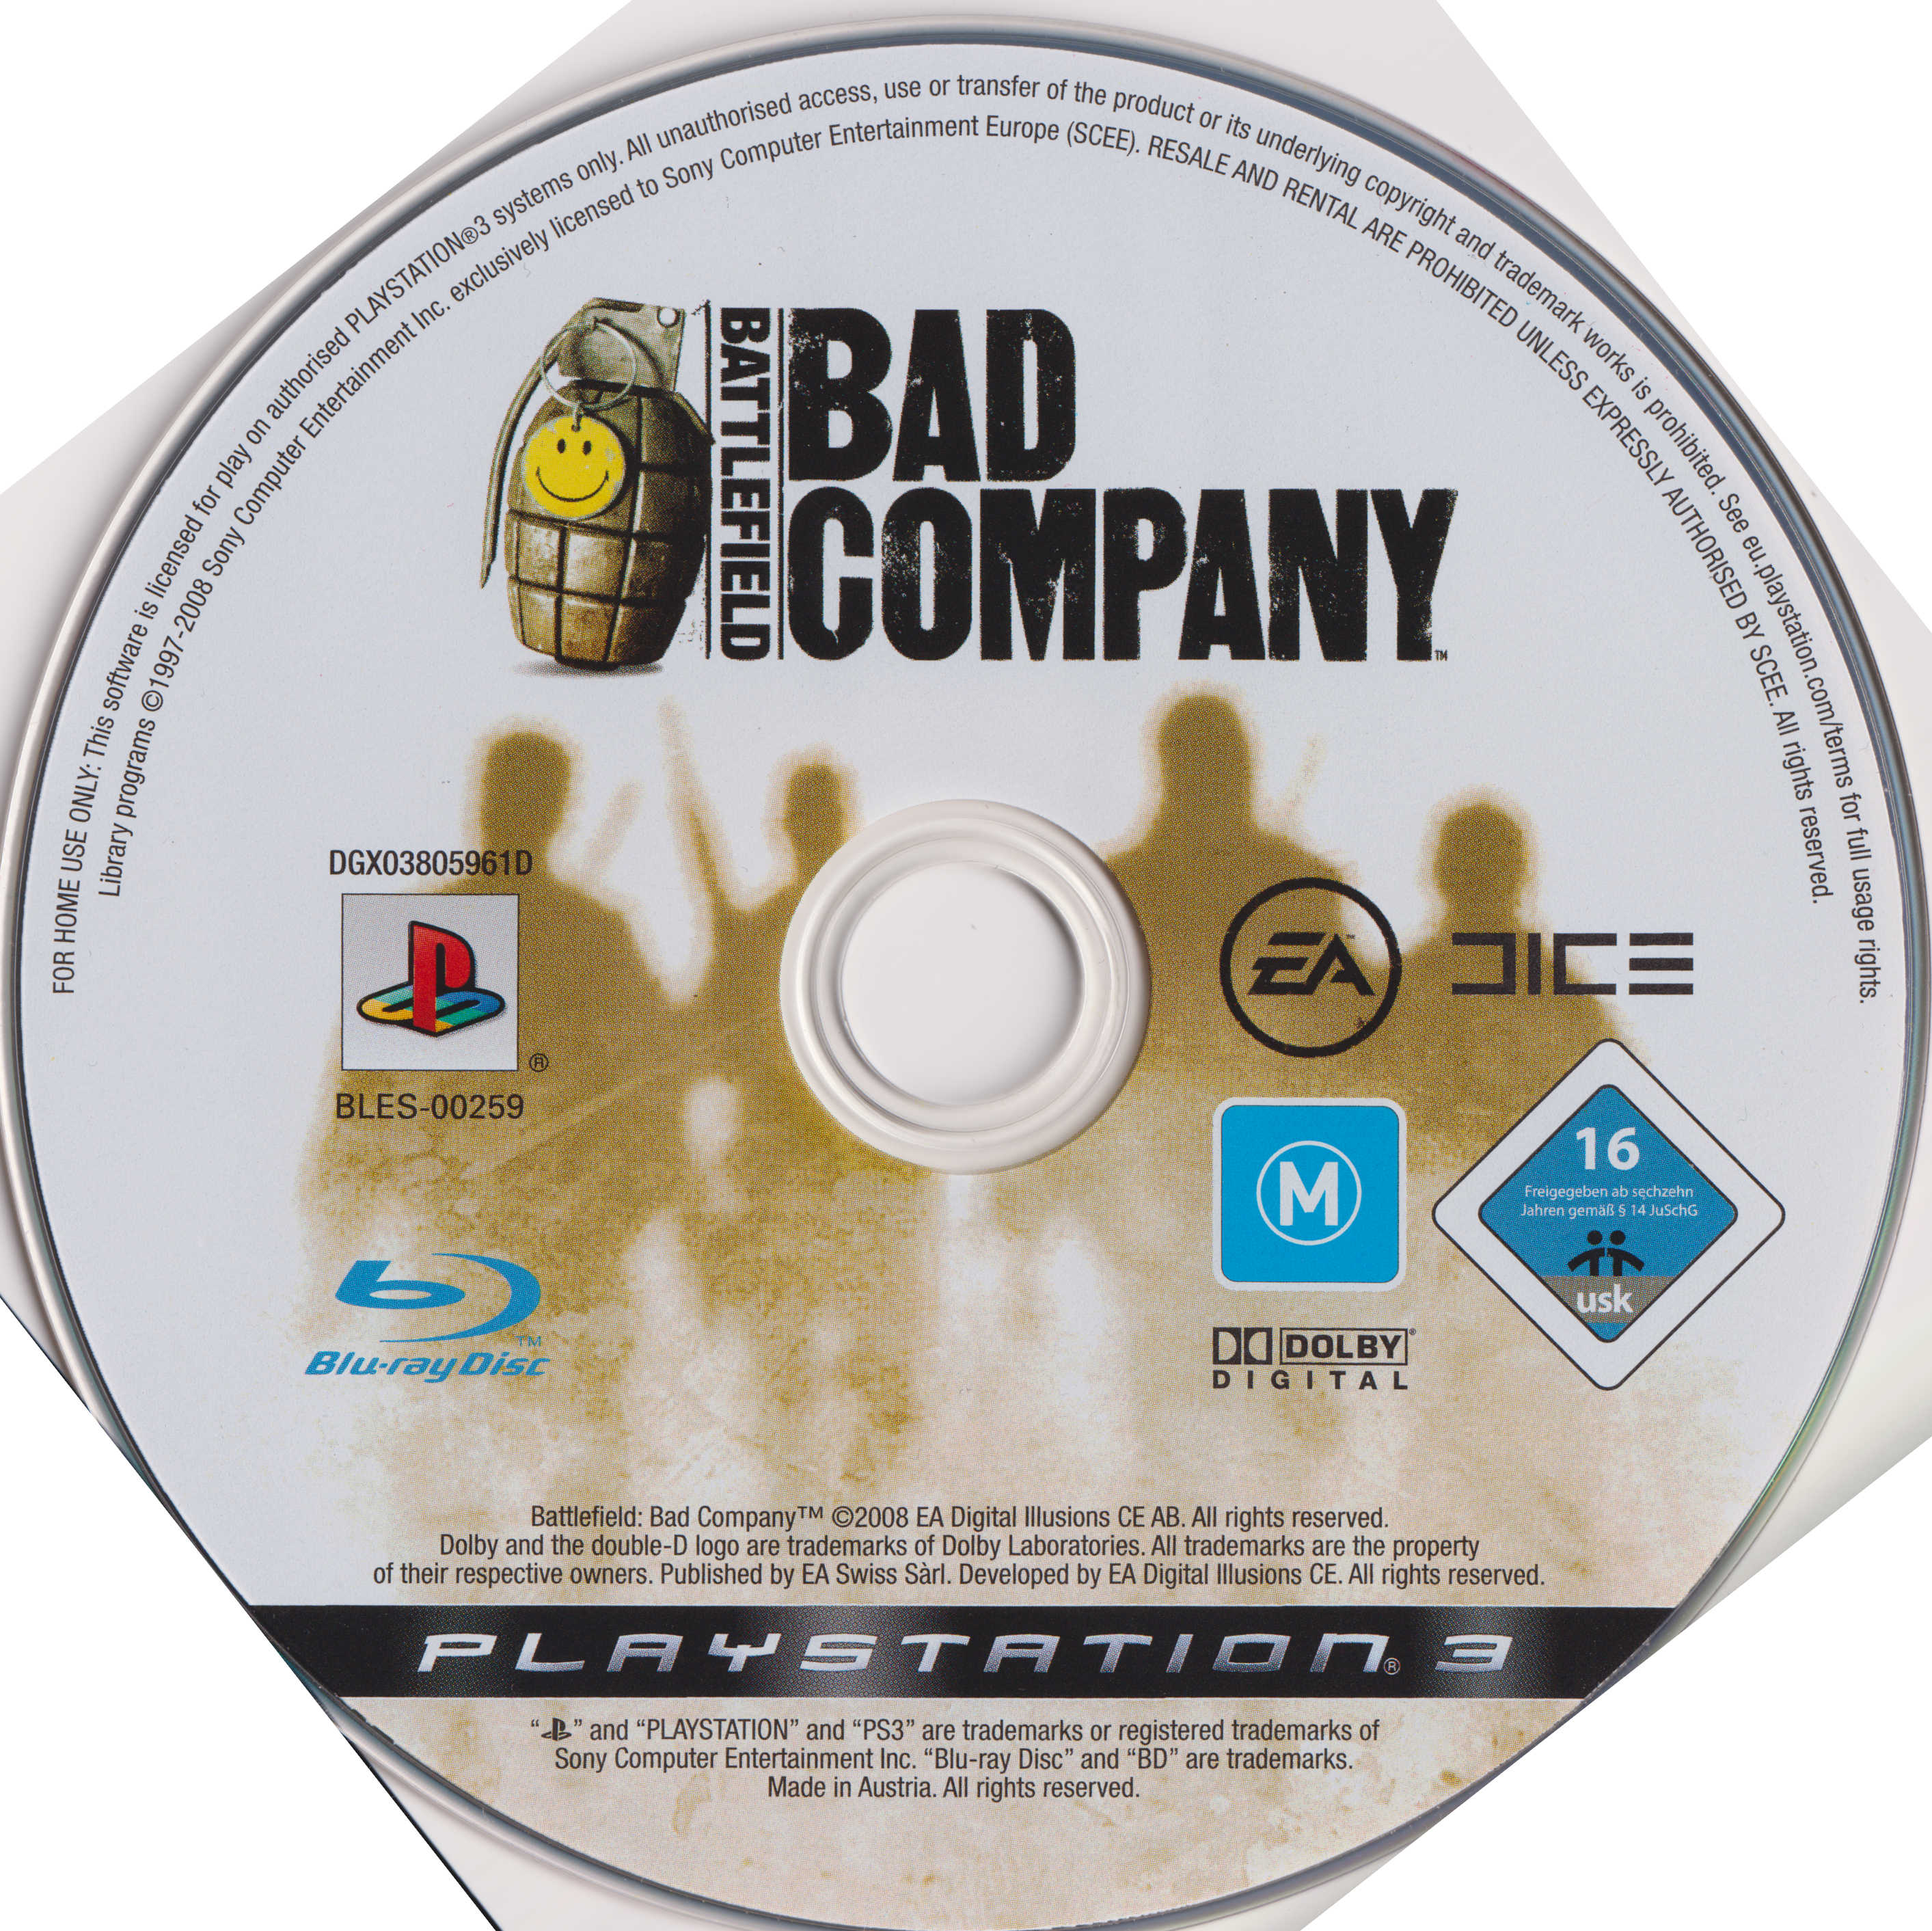 FOR HOME USE ONLY: This software is licensed for play on authorised PLAYSTATION®3 systems only. All unauthorised access, use or transfer of the product or its underlying copyright and trademark works is prohibited. See eu.playstation.com/terms for full usage rights.
Library programs ©1997-2008 Sony Computer Entertainment Inc. exclusively licensed to Sony Computer Entertainment Europe (SCEE). RESALE AND RENTAL ARE PROHIBITED UNLESS EXPRESSLY AUTHORISED BY SCEE. All rights reserved.
BATTLEFIELD
BAD
COMPANY™
DGX03805961D
®
BLES-00259
EA™
DICE
M
16
Freigegeben ab sechzehn
Jahren gemäß § 14 JuSchG
usk
TM
Blu-ray Disc
DOLBY®
DIGITAL
Battlefield: Bad Company™ ©2008 EA Digital Illusions CE AB. All rights reserved.
Dolby and the double-D logo are trademarks of Dolby Laboratories. All trademarks are the property
of their respective owners. Published by EA Swiss Sàrl. Developed by EA Digital Illusions CE. All rights reserved.
PLAYSTATION® 3
“ ” and “PLAYSTATION” and “PS3” are trademarks or registered trademarks of
Sony Computer Entertainment Inc. “Blu-ray Disc” and “BD” are trademarks.
Made in Austria. All rights reserved.